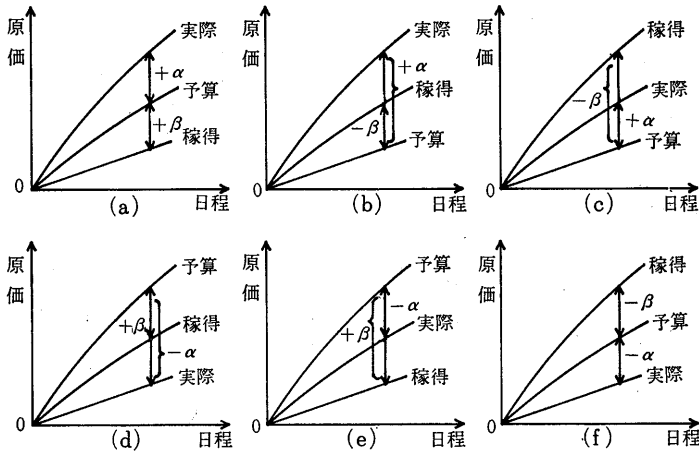 原価
実際
+α
予算
+β
稼得
0
日程
(a)
原価
実際
+α
稼得
−β
予算
0
日程
(b)
原価
稼得
−β
実際
+α
予算
0
日程
(c)
原価
予算
+β
稼得
−α
実際
0
日程
(d)
原価
予算
−α
+β
実際
稼得
0
日程
(e)
原価
稼得
−β
予算
−α
実際
0
日程
(f)